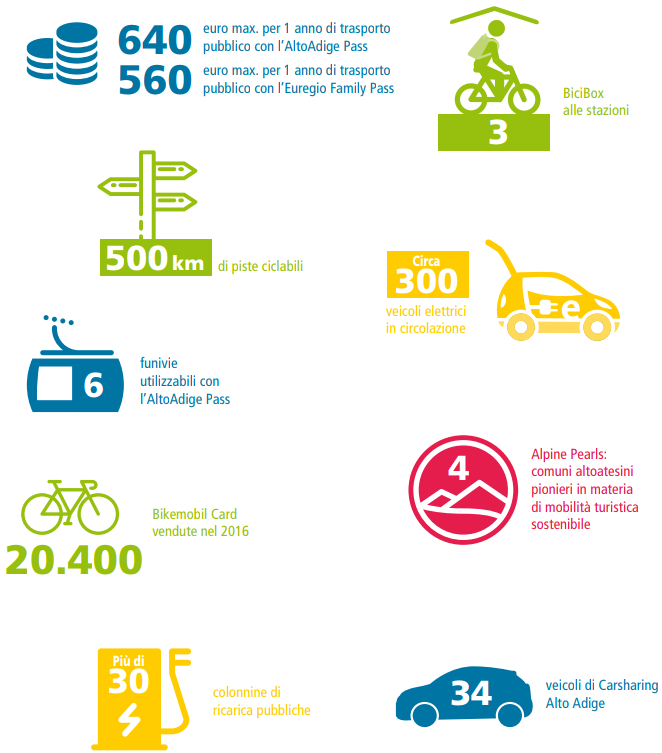 640
euro max. per 1 anno di trasporto
pubblico con l'AltoAdige Pass
560
euro max. per 1 anno di trasporto
pubblico con l'Euregio Family Pass
3
BiciBox
alle stazioni
500 km
di piste ciclabili
Circa
300
veicoli elettrici
in circolazione
e
6
funivie
utilizzabili con
l'AltoAdige Pass
4
Alpine Pearls:
comuni altoatesini
pionieri in materia
di mobilità turistica
sostenibile
Bikemobil Card
vendute nel 2016
20.400
Più di
30
colonnine di
ricarica pubbliche
34
veicoli di Carsharing
Alto Adige